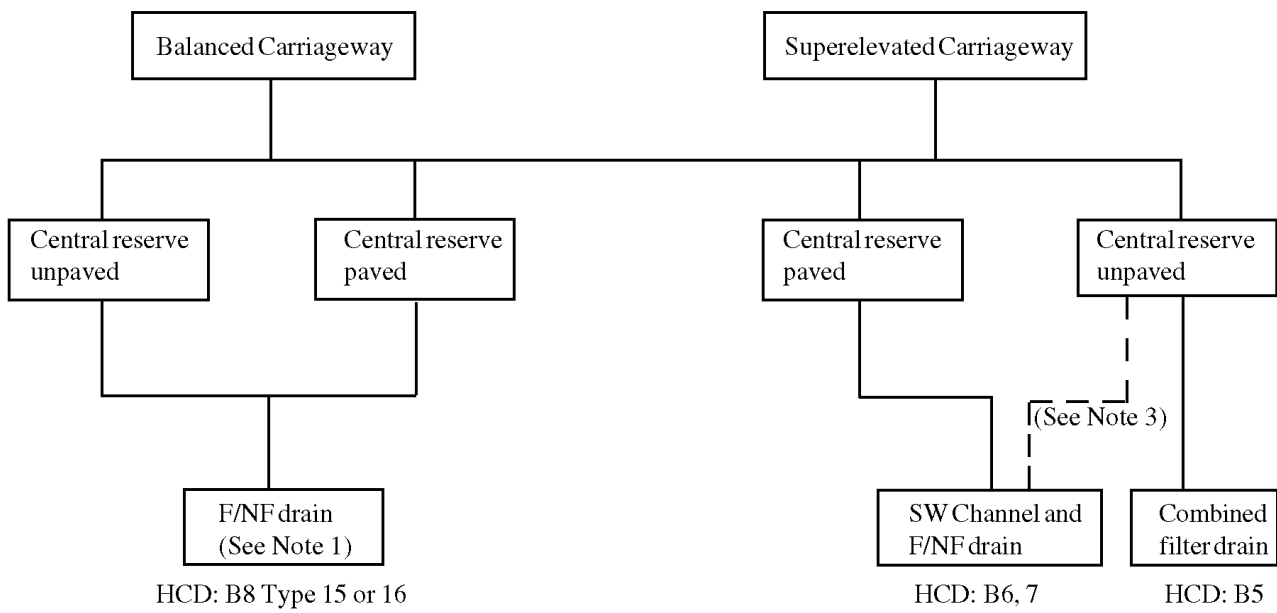 Balanced Carriageway
Superelevated Carriageway
Central reserve
unpaved
Central reserve
paved
Central reserve
paved
Central reserve
unpaved
(See Note 3)
F/NF drain
(See Note 1)
SW Channel and
F/NF drain
Combined
filter drain
HCD: B8 Type 15 or 16
HCD: B6, 7
HCD: B5